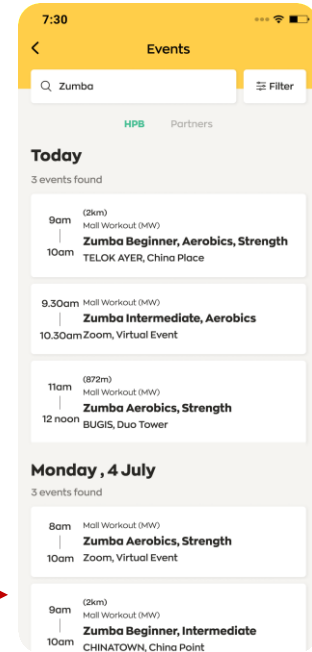 7:30
Events
Zumba
Filter
HPB Partners
Today
3 events found
(2km)
9am Mall Workout (MW)
Zumba Beginner, Aerobics, Strength
10am TELOK AYER, China Place
9.30am Mall Workout (MW)
Zumba Intermediate, Aerobics
10.30am Zoom, Virtual Event
(872m)
11am Mall Workout (MW)
Zumba Aerobics, Strength
12 noon BUGIS, Duo Tower
Monday , 4 July
3 events found
8am Mall Workout (MW)
Zumba Aerobics, Strength
10am Zoom, Virtual Event
(2km)
9am Mall Workout (MW)
Zumba Beginner, Intermediate
10am CHINATOWN, China Point